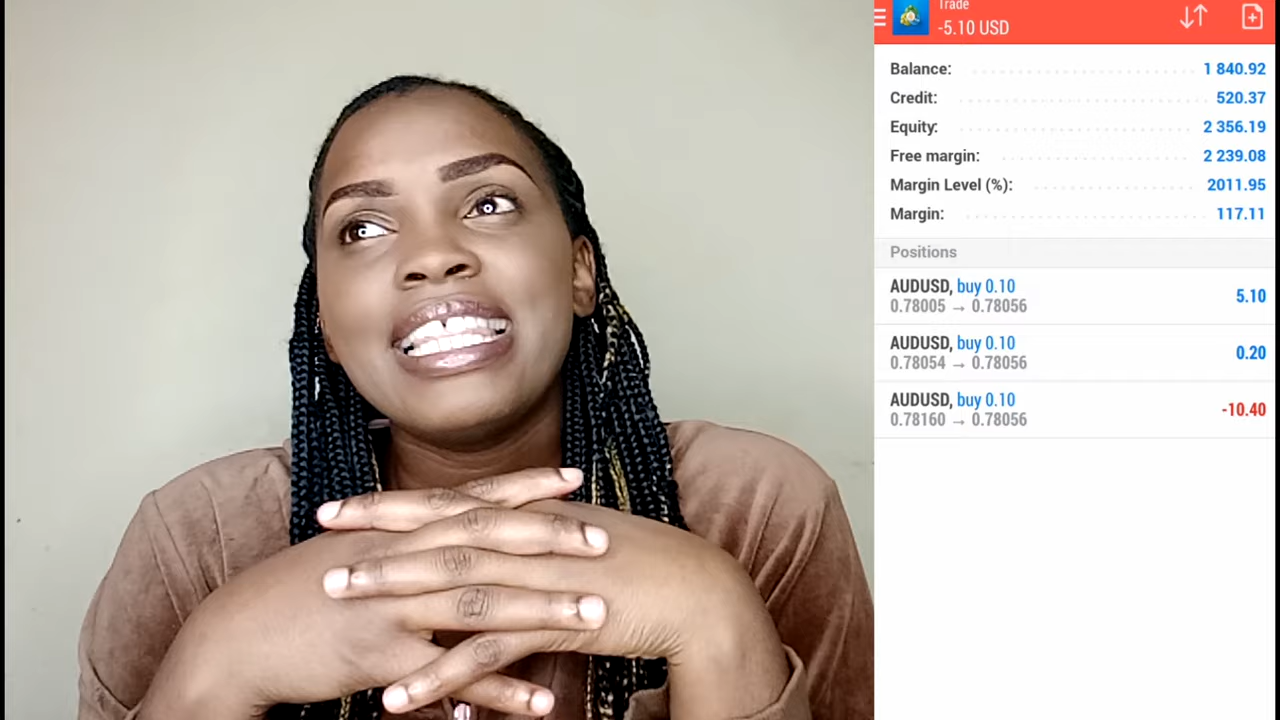 Trade
-5.10 USD
Balance: 1 840.92
Credit: 520.37
Equity: 2 356.19
Free margin: 2 239.08
Margin Level (%): 2011.95
Margin: 117.11
Positions
AUDUSD, buy 0.10
0.78005 → 0.78056 5.10
AUDUSD, buy 0.10
0.78054 → 0.78056 0.20
AUDUSD, buy 0.10
0.78160 → 0.78056 -10.40